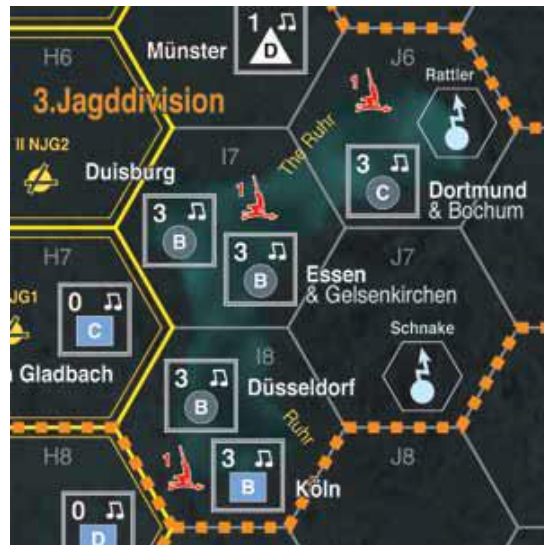 1
D
Münster
H6
J6
Rattler
1
3.Jagddivision
The Ruhr
II NJG2
I7
Duisburg
3
C
Dortmund
& Bochum
1
3
B
3
B
Essen
& Gelsenkirchen
H7
J7
JG1
0
C
Gladbach
Schnake
I8
3
B
Düsseldorf
Ruhr
1
3
B
Köln
H8
J8
0
D